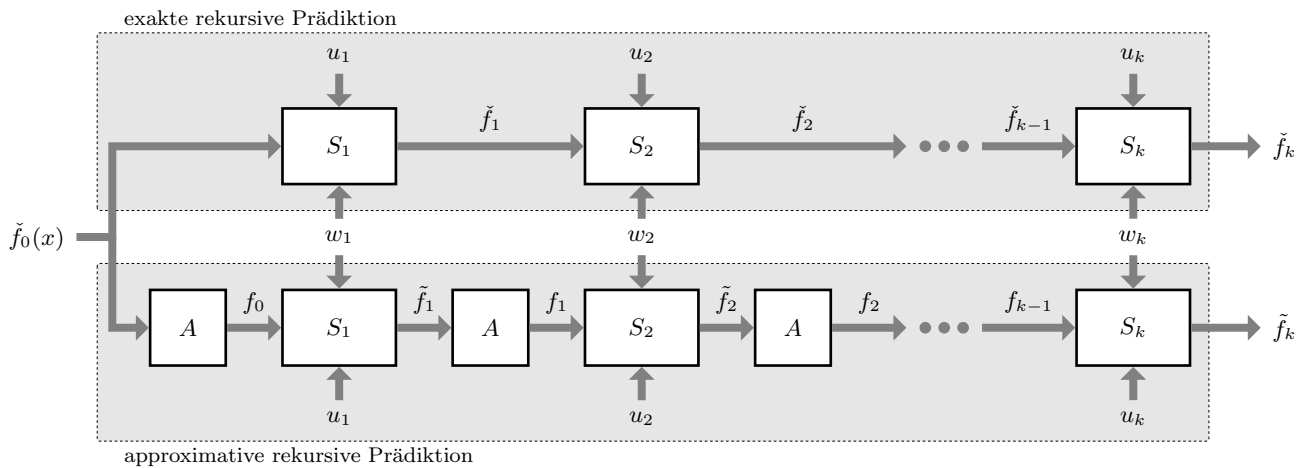 exakte rekursive Prädiktion
u₁ u₂ uₖ
S₁ f̌₁ S₂ f̌₂ f̌ₖ₋₁ Sₖ f̌ₖ
f̌₀(x) w₁ w₂ wₖ
A f₀ S₁ f̃₁ A f₁ S₂ f̃₂ A f₂ fₖ₋₁ Sₖ f̃ₖ
u₁ u₂ uₖ
approximative rekursive Prädiktion